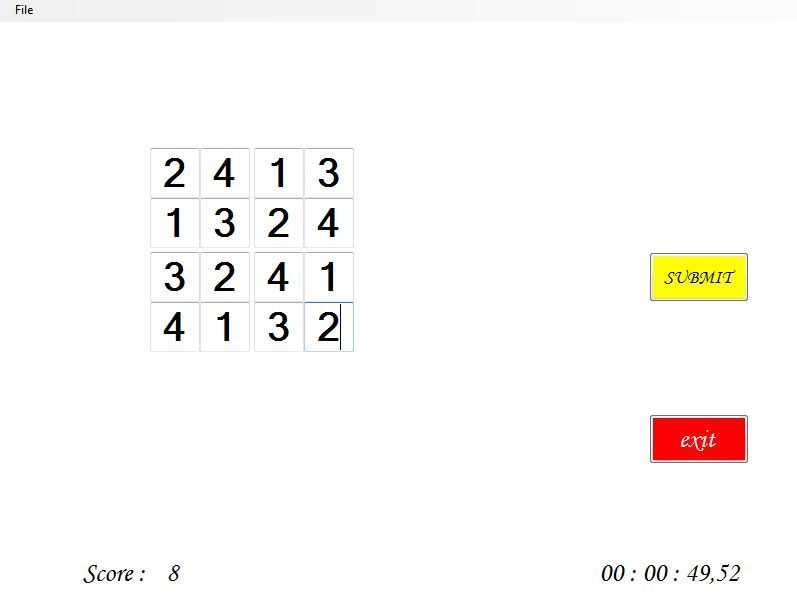 File
2 4 1 3
1 3 2 4
3 2 4 1
SUBMIT
4 1 3 2
exit
Score : 8
00 : 00 : 49,52